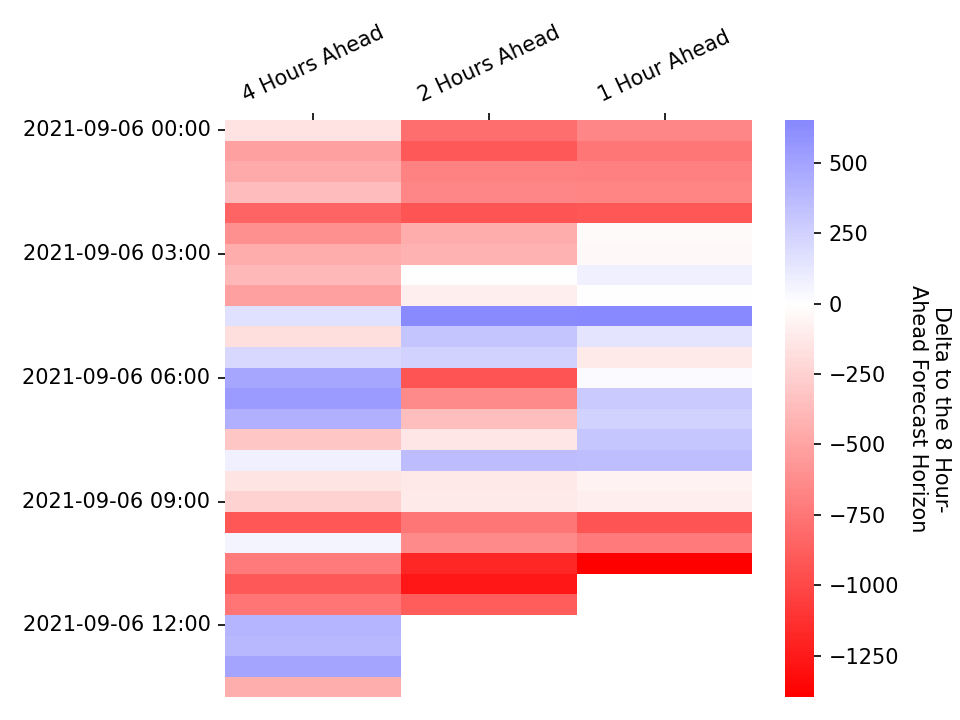 4 Hours Ahead
2 Hours Ahead
1 Hour Ahead
2021-09-06 00:00
2021-09-06 03:00
2021-09-06 06:00
2021-09-06 09:00
2021-09-06 12:00
500
250
0
−250
−500
−750
−1000
−1250
Delta to the 8 Hour-
Ahead Forecast Horizon